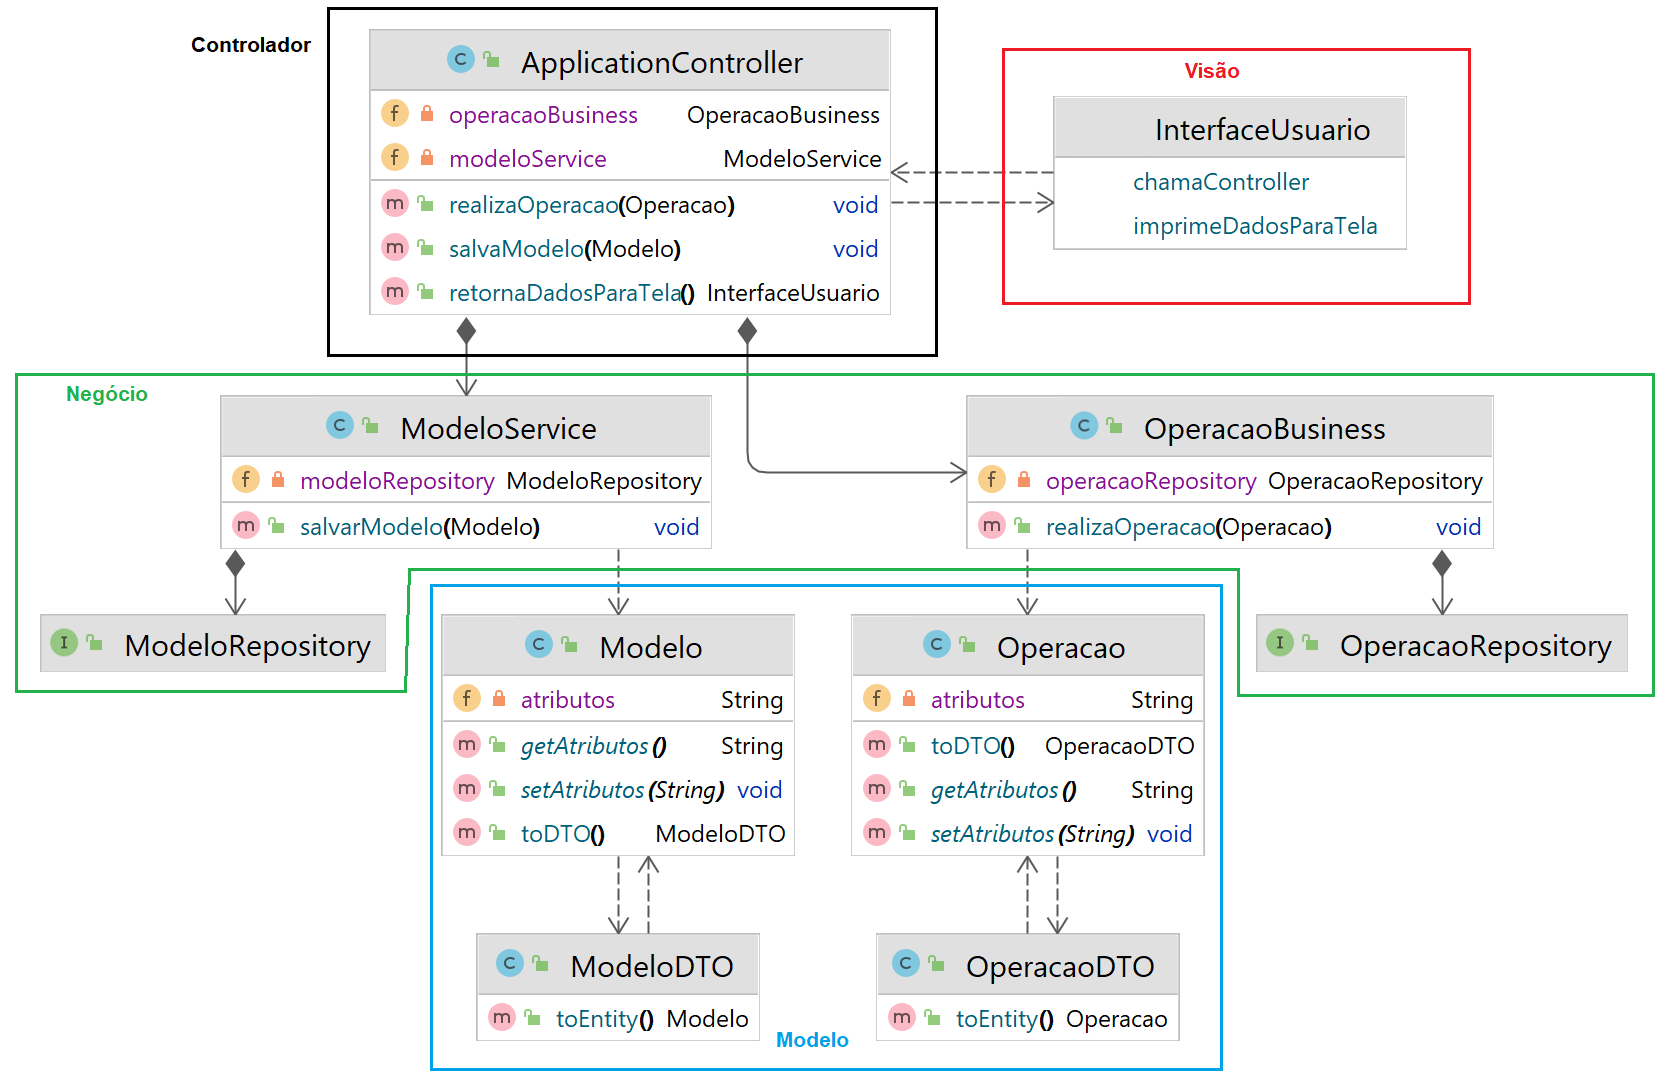 Controlador
C ApplicationController
f operacaoBusiness OperacaoBusiness
f modeloService ModeloService
m realizaOperacao(Operacao) void
m salvaModelo(Modelo) void
m retornaDadosParaTela() InterfaceUsuario
Visão
InterfaceUsuario
chamaController
imprimeDadosParaTela
Negócio
C ModeloService
f modeloRepository ModeloRepository
m salvarModelo(Modelo) void
C OperacaoBusiness
f operacaoRepository OperacaoRepository
m realizaOperacao(Operacao) void
I ModeloRepository
C Modelo
f atributos String
m getAtributos() String
m setAtributos(String) void
m toDTO() ModeloDTO
C Operacao
f atributos String
m toDTO() OperacaoDTO
m getAtributos() String
m setAtributos(String) void
I OperacaoRepository
C ModeloDTO
m toEntity() Modelo
C OperacaoDTO
m toEntity() Operacao
Modelo